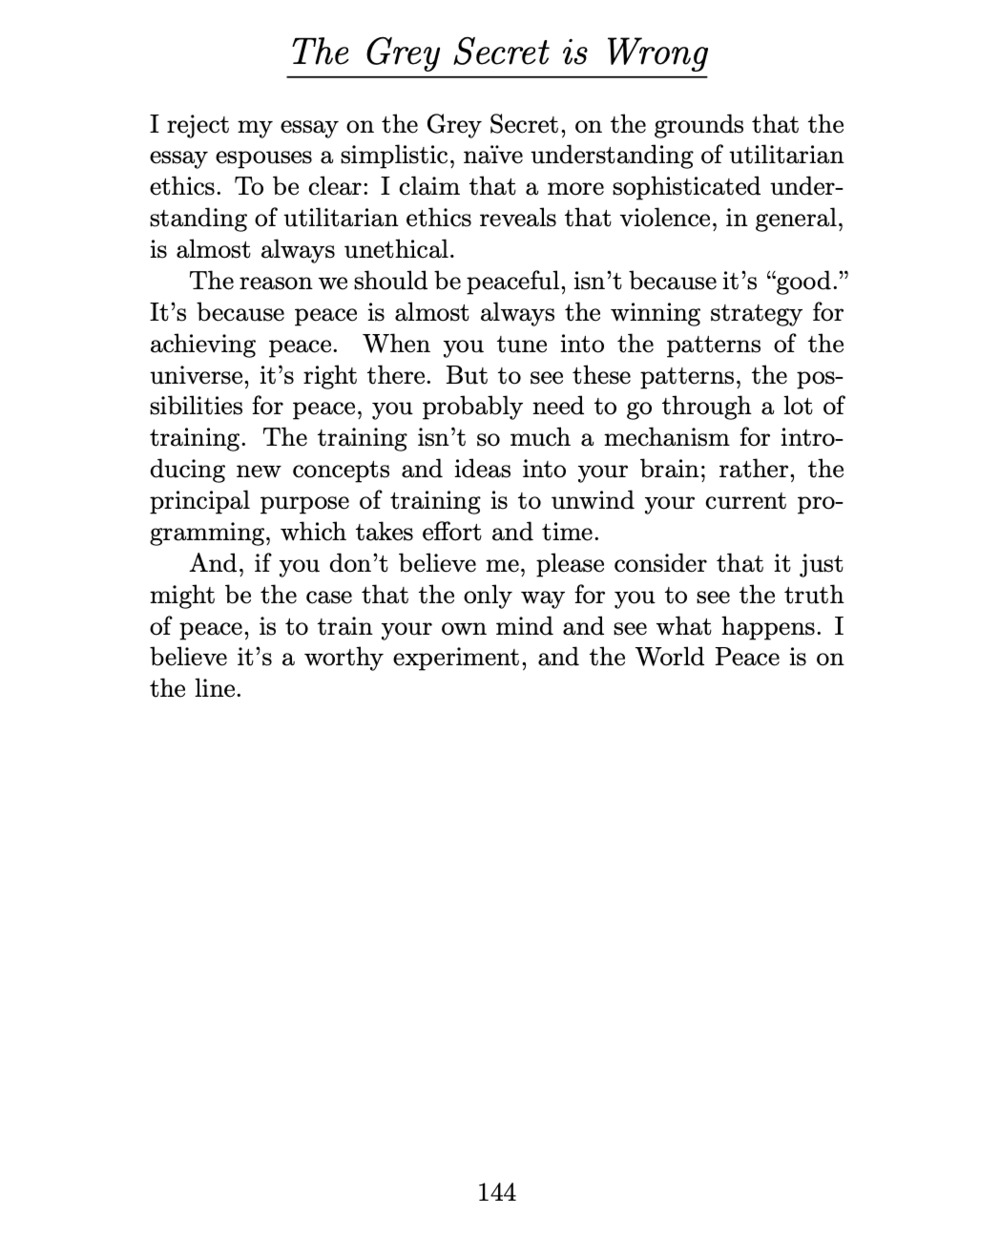 The Grey Secret is Wrong
I reject my essay on the Grey Secret, on the grounds that the
essay espouses a simplistic, naïve understanding of utilitarian
ethics. To be clear: I claim that a more sophisticated under-
standing of utilitarian ethics reveals that violence, in general,
is almost always unethical.
The reason we should be peaceful, isn’t because it’s “good.”
It’s because peace is almost always the winning strategy for
achieving peace. When you tune into the patterns of the
universe, it’s right there. But to see these patterns, the pos-
sibilities for peace, you probably need to go through a lot of
training. The training isn’t so much a mechanism for intro-
ducing new concepts and ideas into your brain; rather, the
principal purpose of training is to unwind your current pro-
gramming, which takes effort and time.
And, if you don’t believe me, please consider that it just
might be the case that the only way for you to see the truth
of peace, is to train your own mind and see what happens. I
believe it’s a worthy experiment, and the World Peace is on
the line.
144